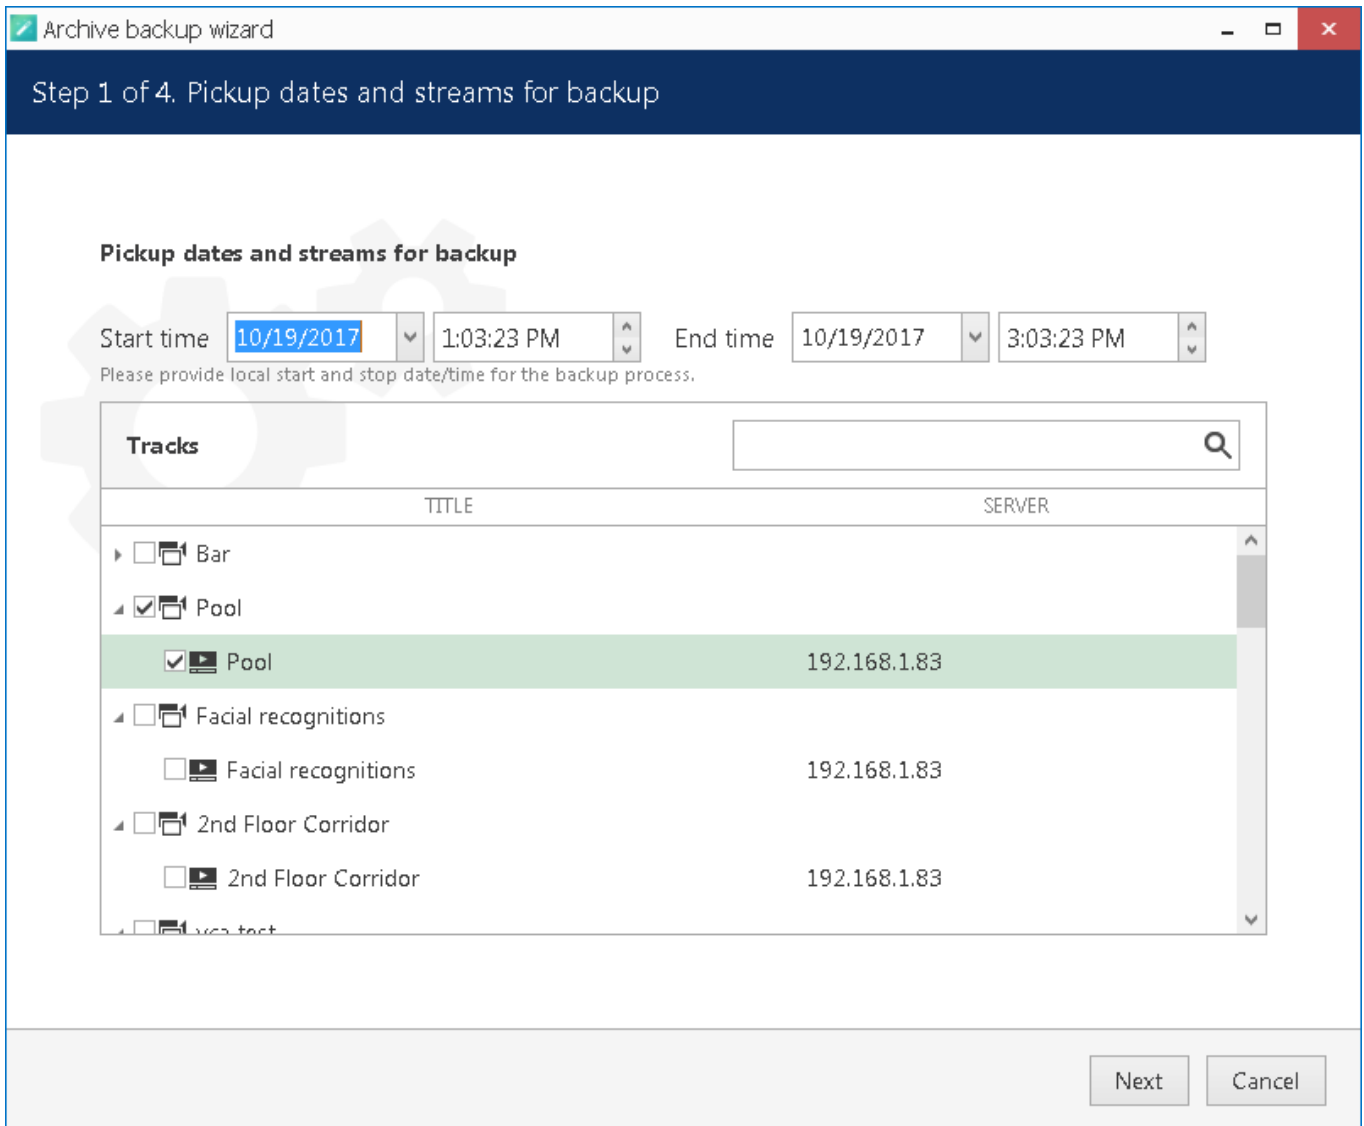 Archive backup wizard
Step 1 of 4. Pickup dates and streams for backup
Pickup dates and streams for backup
Start time 10/19/2017 1:03:23 PM End time 10/19/2017 3:03:23 PM
Please provide local start and stop date/time for the backup process.
Tracks
TITLE SERVER
Bar
Pool
Pool 192.168.1.83
Facial recognitions
Facial recognitions 192.168.1.83
2nd Floor Corridor
2nd Floor Corridor 192.168.1.83
vca test
Next Cancel